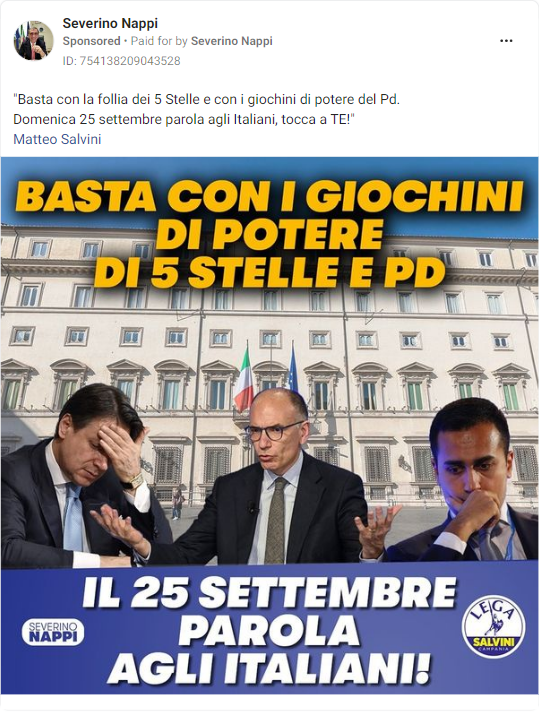 Severino Nappi
Sponsored • Paid for by Severino Nappi
ID: 754138209043528
"Basta con la follia dei 5 Stelle e con i giochini di potere del Pd.
Domenica 25 settembre parola agli Italiani, tocca a TE!"
Matteo Salvini
BASTA CON I GIOCHINI
DI POTERE
DI 5 STELLE E PD
IL 25 SETTEMBRE
PAROLA
AGLI ITALIANI!
SEVERINO
NAPPI
LEGA
SALVINI
CAMPANIA